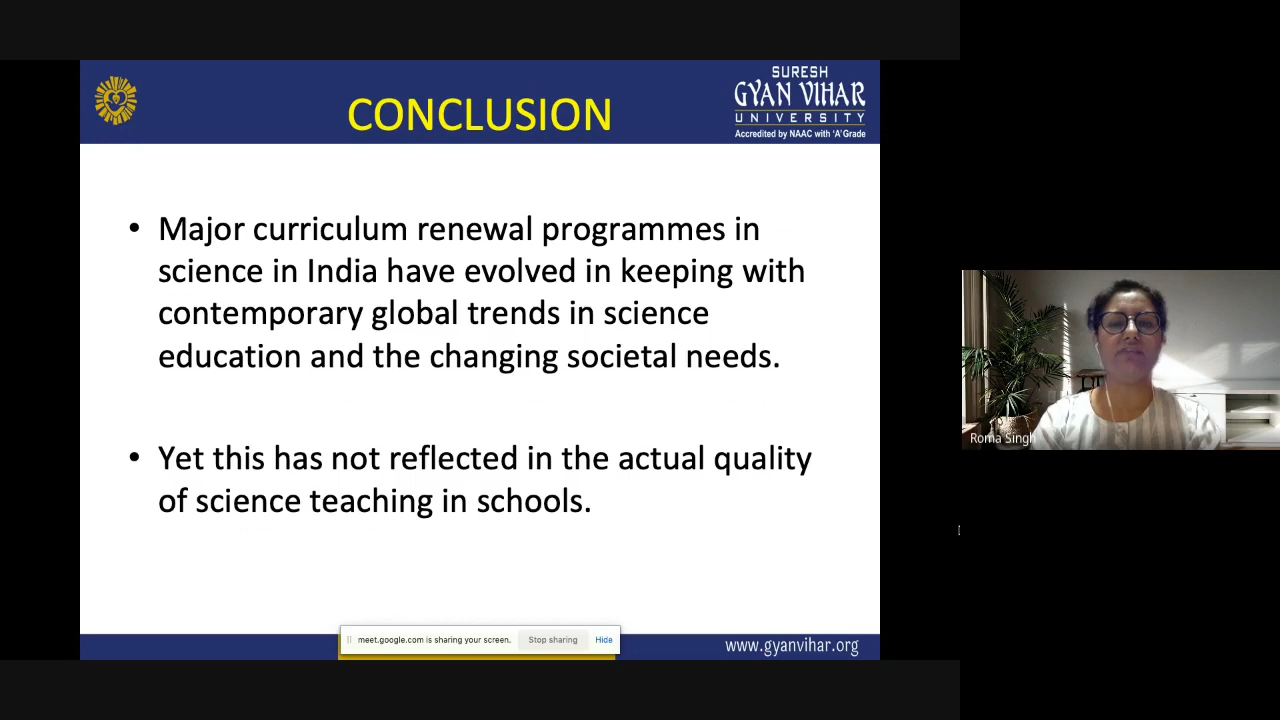 CONCLUSION
SURESH
GYAN VIHAR
UNIVERSITY
Accredited by NAAC with 'A' Grade
• Major curriculum renewal programmes in
science in India have evolved in keeping with
contemporary global trends in science
education and the changing societal needs.
• Yet this has not reflected in the actual quality
of science teaching in schools.
Roma Singh
meet.google.com is sharing your screen. Stop sharing Hide
www.gyanvihar.org